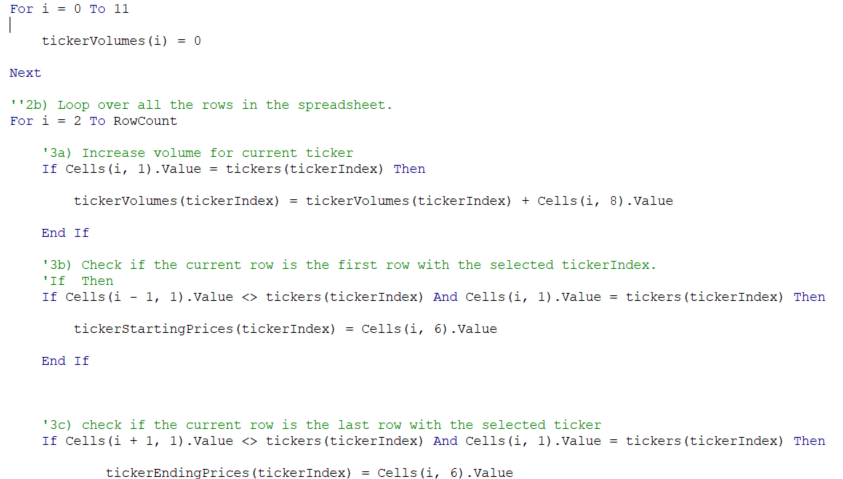 For i = 0 To 11
tickerVolumes(i) = 0
Next
''2b) Loop over all the rows in the spreadsheet.
For i = 2 To RowCount
'3a) Increase volume for current ticker
If Cells(i, 1).Value = tickers(tickerIndex) Then
tickerVolumes(tickerIndex) = tickerVolumes(tickerIndex) + Cells(i, 8).Value
End If
'3b) Check if the current row is the first row with the selected tickerIndex.
'If  Then
If Cells(i - 1, 1).Value <> tickers(tickerIndex) And Cells(i, 1).Value = tickers(tickerIndex) Then
tickerStartingPrices(tickerIndex) = Cells(i, 6).Value
End If
'3c) check if the current row is the last row with the selected ticker
If Cells(i + 1, 1).Value <> tickers(tickerIndex) And Cells(i, 1).Value = tickers(tickerIndex) Then
tickerEndingPrices(tickerIndex) = Cells(i, 6).Value